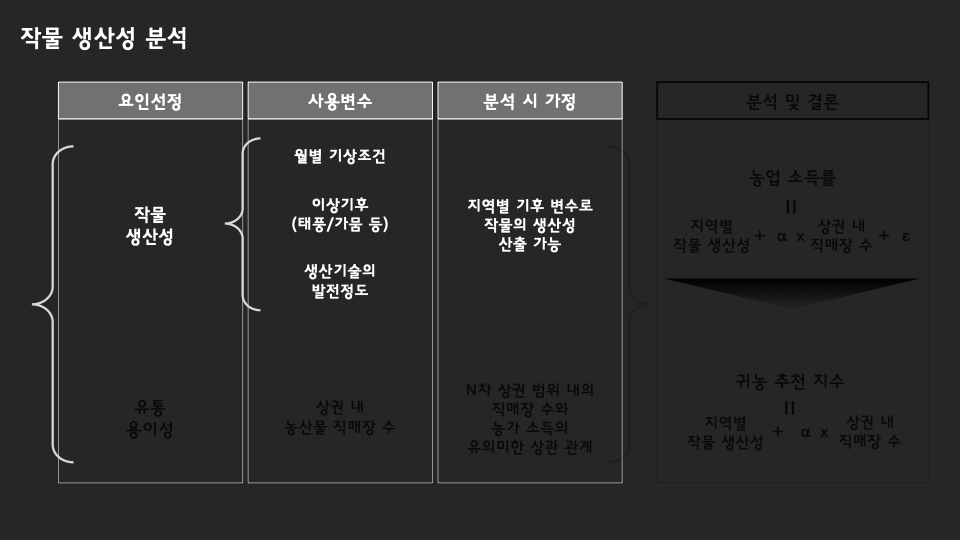 작물 생산성 분석
요인선정
사용변수
분석 시 가정
분석 및 결론
작물
생산성
월별 기상조건
이상기후
(태풍/가뭄 등)
생산기술의
발전정도
지역별 기후 변수로
작물의 생산성
산출 가능
유통
용이성
상권 내
농산물 직매장 수
N차 상권 범위 내의
직매장 수와
농가 소득의
유의미한 상관 관계
농업 소득률
=
지역별
작물 생산성
+ α x
상권 내
직매장 수
+ ε
귀농 추천 지수
=
지역별
작물 생산성
+ α x
상권 내
직매장 수